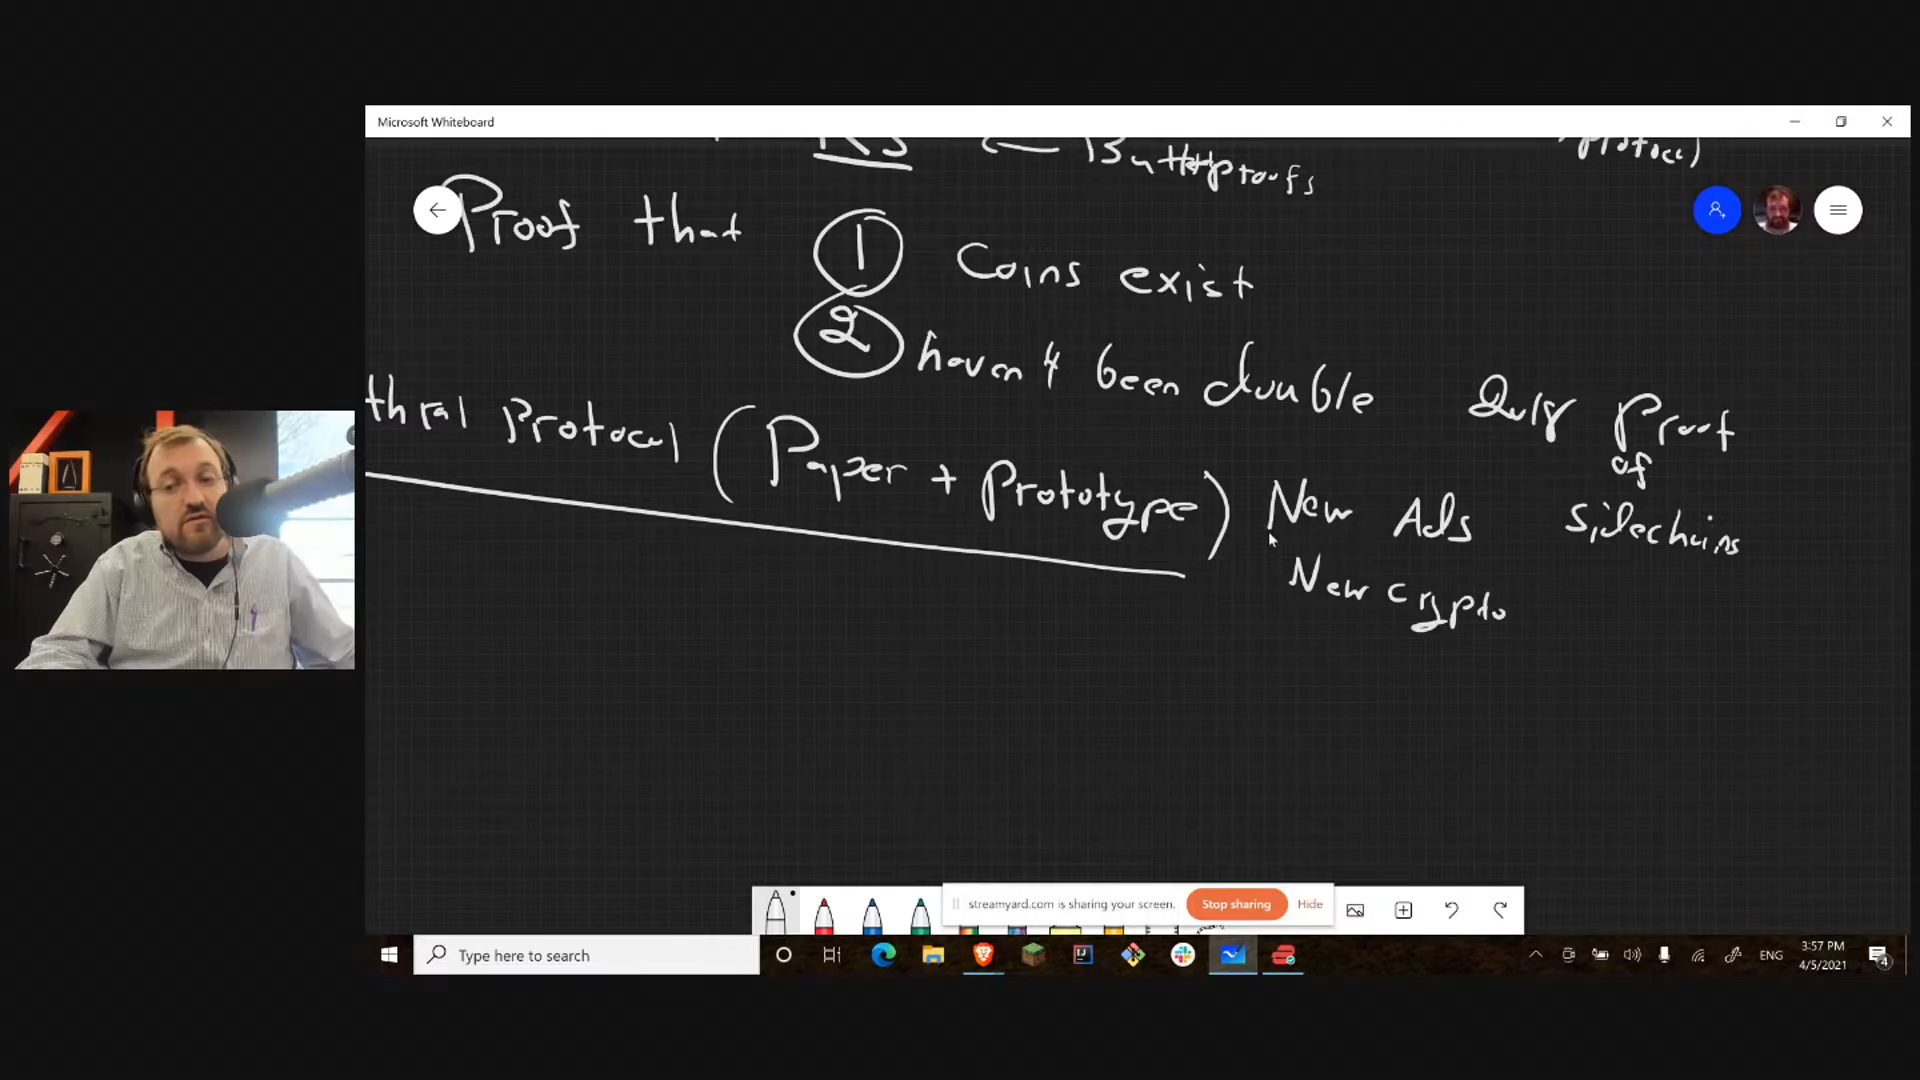 Microsoft Whiteboard
Proof that
1 Coins exist
2 haven't been double
Protocol (Paper + Prototype)
Proof
of
sidechains
New
New crypto
streamyard.com is sharing your screen.
Stop sharing
Hide
Type here to search
ENG
3:57 PM
4/5/2021
4